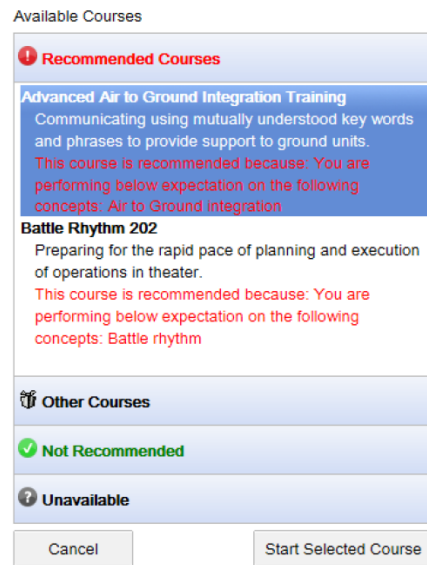 Available Courses
Recommended Courses
Advanced Air to Ground Integration Training
Communicating using mutually understood key words
and phrases to provide support to ground units.
This course is recommended because: You are
performing below expectation on the following
concepts: Air to Ground integration
Battle Rhythm 202
Preparing for the rapid pace of planning and execution
of operations in theater.
This course is recommended because: You are
performing below expectation on the following
concepts: Battle rhythm
Other Courses
Not Recommended
Unavailable
Cancel
Start Selected Course